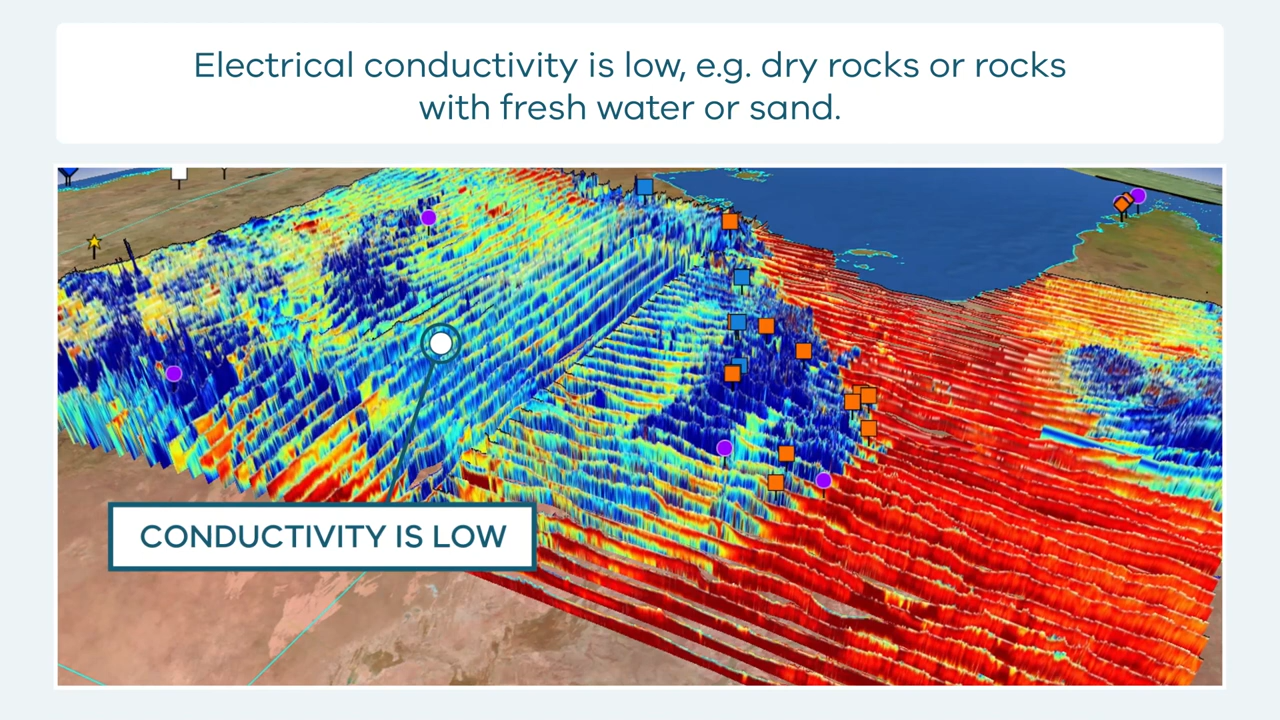 Electrical conductivity is low, e.g. dry rocks or rocks
with fresh water or sand.
CONDUCTIVITY IS LOW